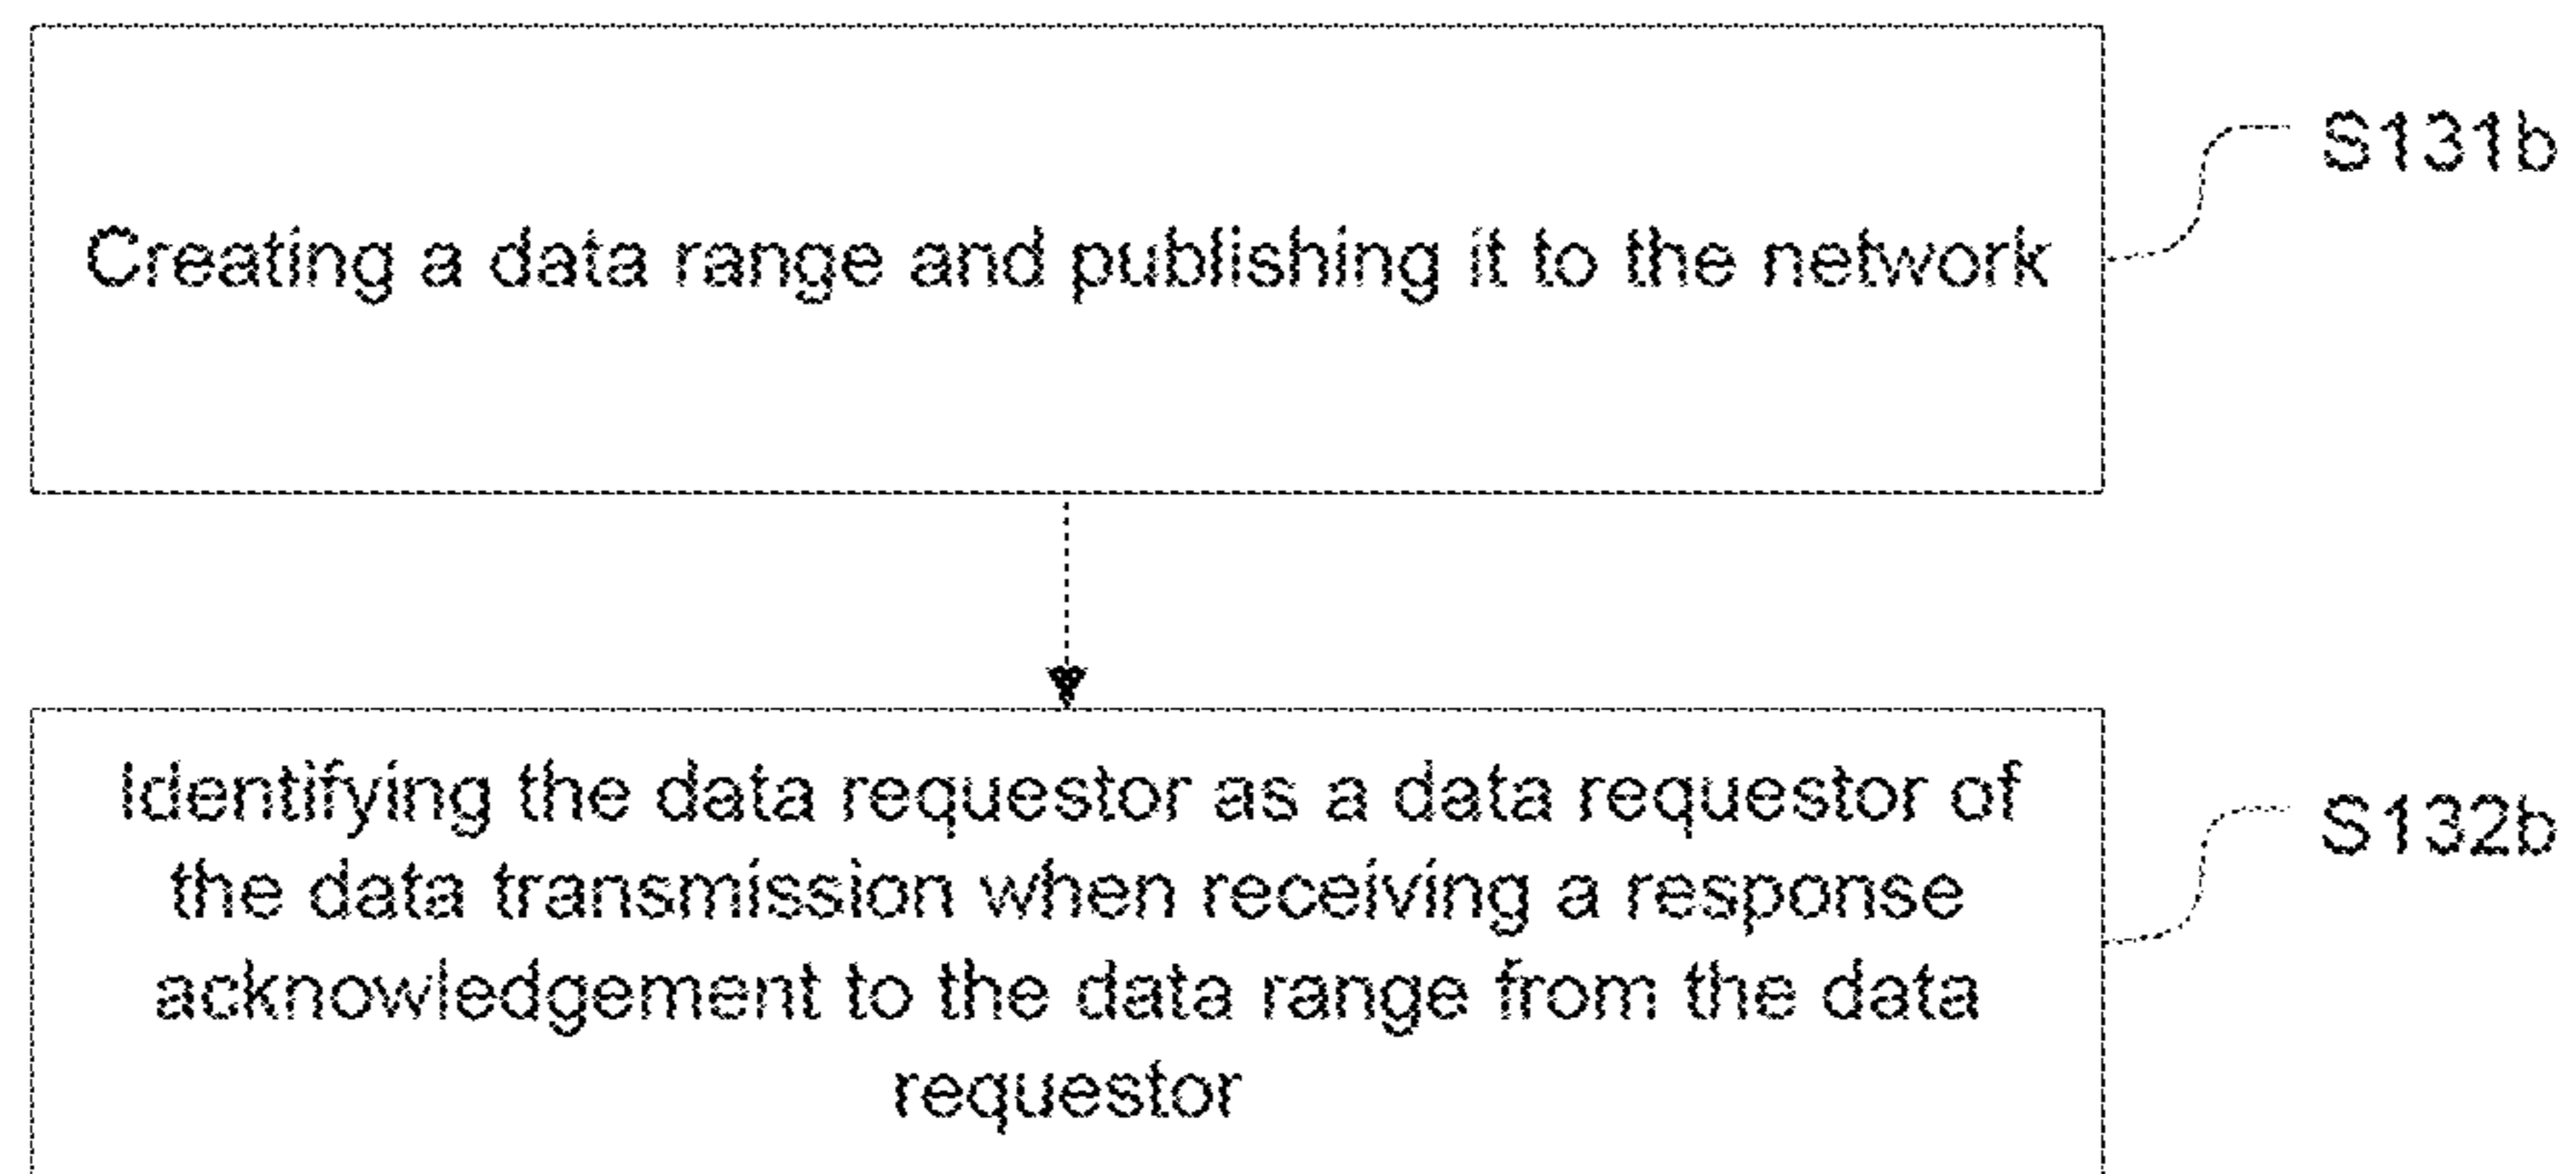 Creating a data range and publishing it to the network
S131b
Identifying the data requestor as a data requestor of
the data transmission when receiving a response
acknowledgement to the data range from the data
requestor
S132b